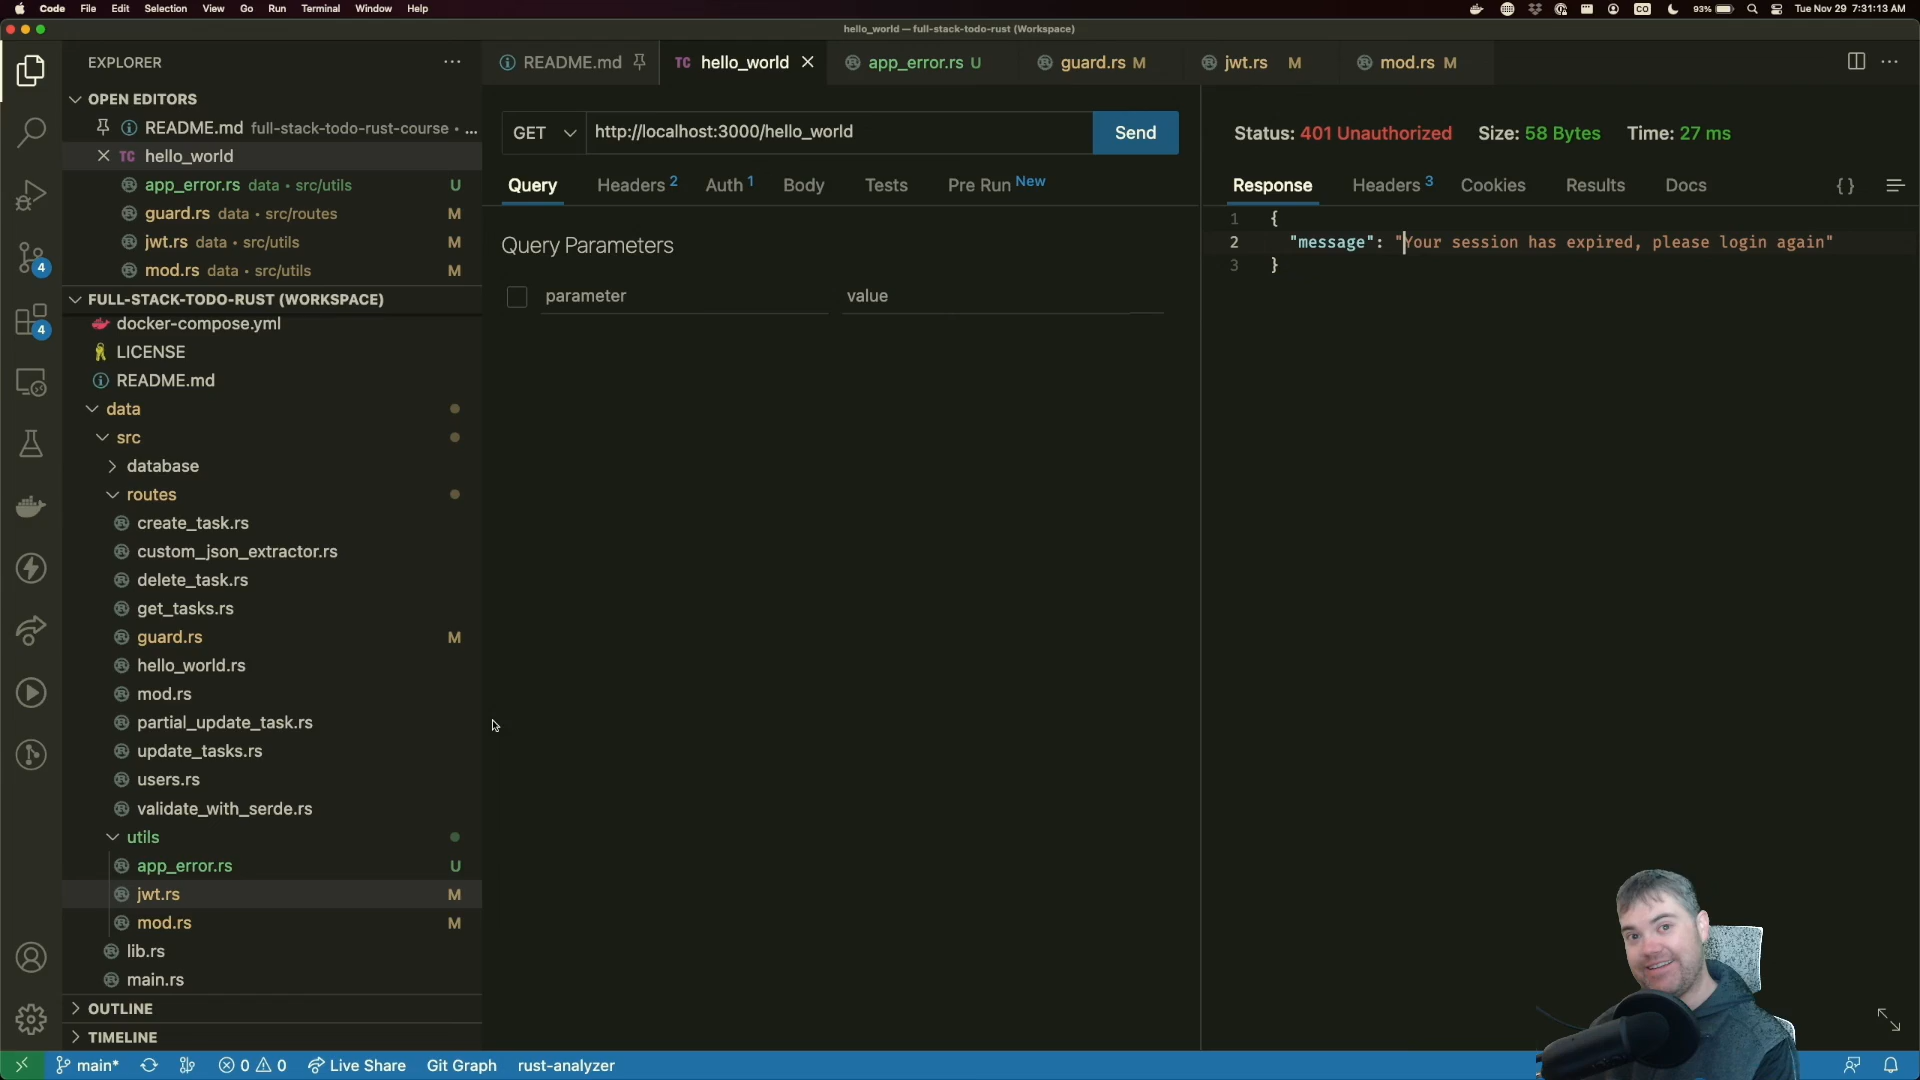 Code File Edit Selection View Go Run Terminal Window Help
CO 93% Tue Nov 29 7:31:13 AM
hello_world — full-stack-todo-rust (Workspace)
EXPLORER
OPEN EDITORS
README.md full-stack-todo-rust-course • ...
TC hello_world
app_error.rs data • src/utils U
guard.rs data • src/routes M
jwt.rs data • src/utils M
mod.rs data • src/utils M
FULL-STACK-TODO-RUST (WORKSPACE)
docker-compose.yml
LICENSE
README.md
data
src
database
routes
create_task.rs
custom_json_extractor.rs
delete_task.rs
get_tasks.rs
guard.rs M
hello_world.rs
mod.rs
partial_update_task.rs
update_tasks.rs
users.rs
validate_with_serde.rs
utils
app_error.rs U
jwt.rs M
mod.rs M
lib.rs
main.rs
OUTLINE
TIMELINE
4
4
README.md TC hello_world app_error.rs U guard.rs M jwt.rs M mod.rs M
GET http://localhost:3000/hello_world Send
Query Headers 2 Auth 1 Body Tests Pre Run New
Query Parameters
parameter value
Status: 401 Unauthorized Size: 58 Bytes Time: 27 ms
Response Headers 3 Cookies Results Docs { }
1 {
2 "message": "Your session has expired, please login again"
3 }
main* 0 0 Live Share Git Graph rust-analyzer